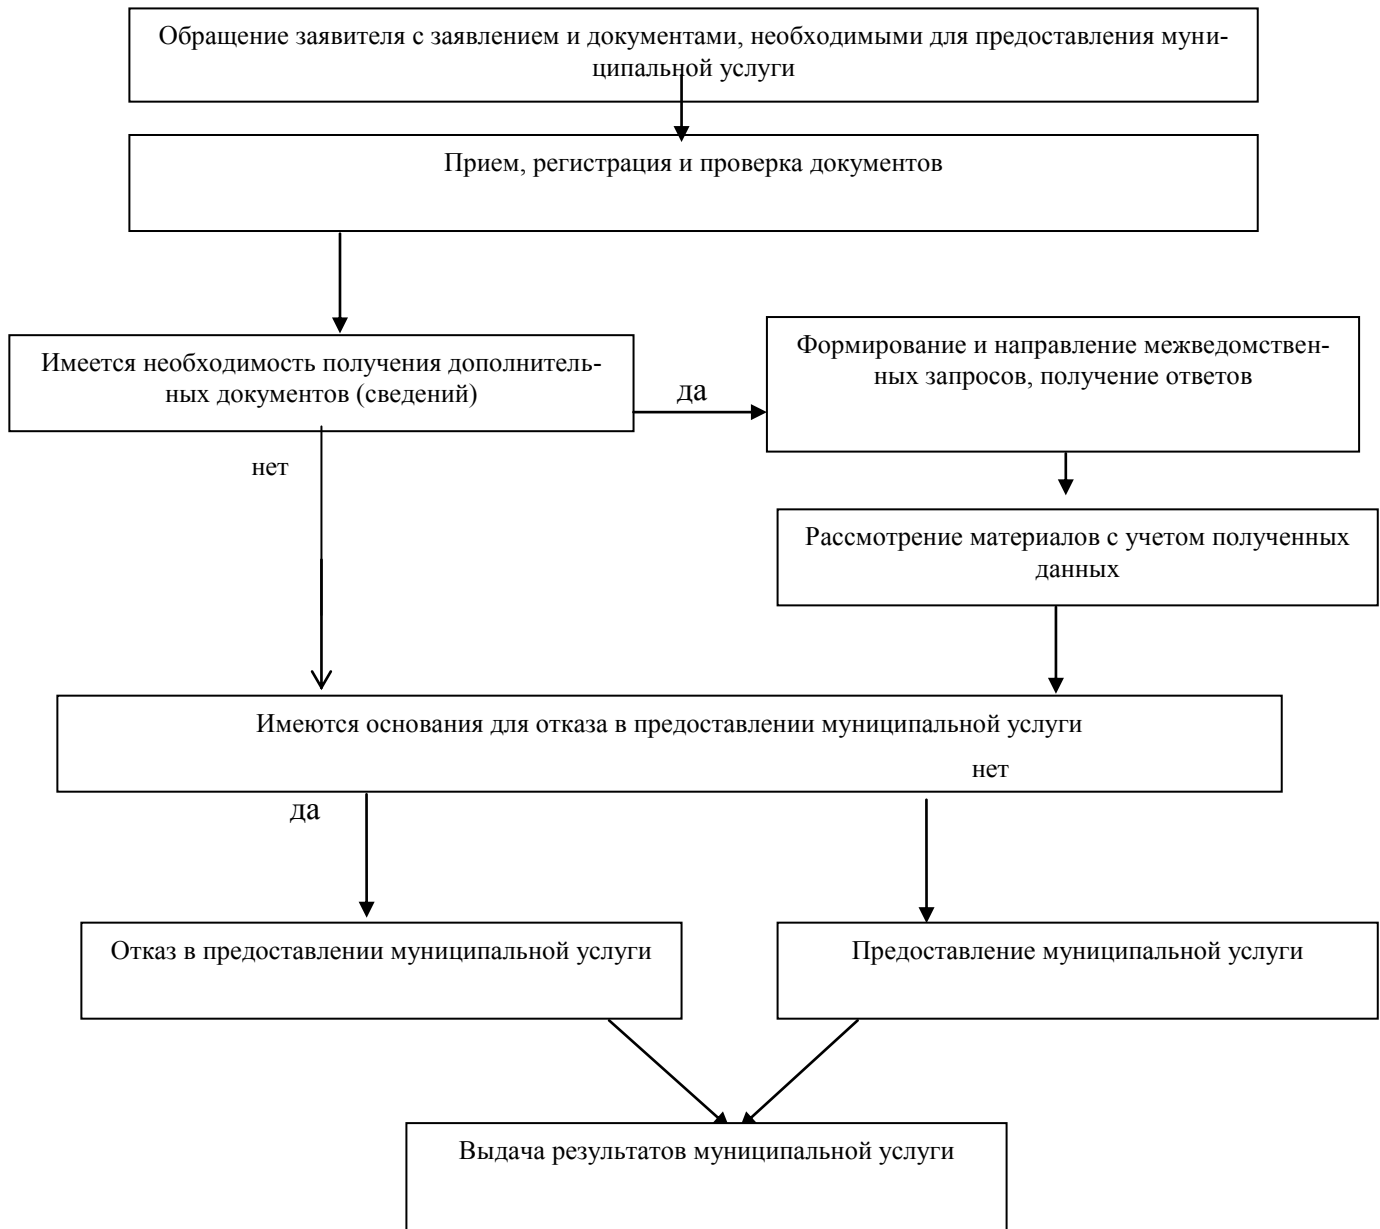 Обращение заявителя с заявлением и документами, необходимыми для предоставления муни-
ципальной услуги
Прием, регистрация и проверка документов
Имеется необходимость получения дополнитель-
ных документов (сведений)
да
Формирование и направление межведомствен-
ных запросов, получение ответов
нет
Рассмотрение материалов с учетом полученных
данных
Имеются основания для отказа в предоставлении муниципальной услуги
нет
да
Отказ в предоставлении муниципальной услуги
Предоставление муниципальной услуги
Выдача результатов муниципальной услуги